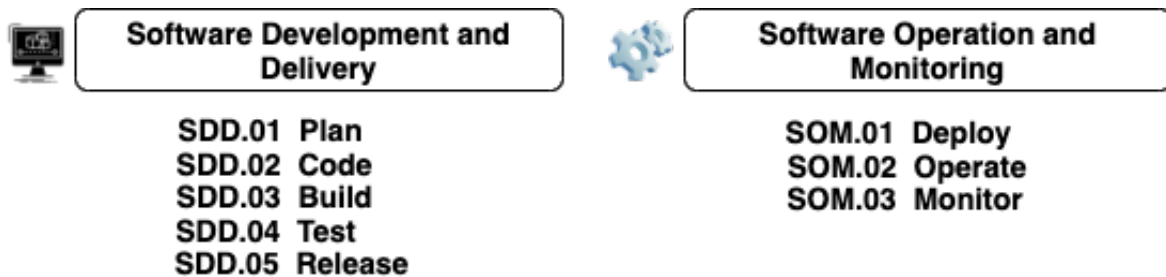 Software Development and
Delivery
SDD.01 Plan
SDD.02 Code
SDD.03 Build
SDD.04 Test
SDD.05 Release
Software Operation and
Monitoring
SOM.01 Deploy
SOM.02 Operate
SOM.03 Monitor